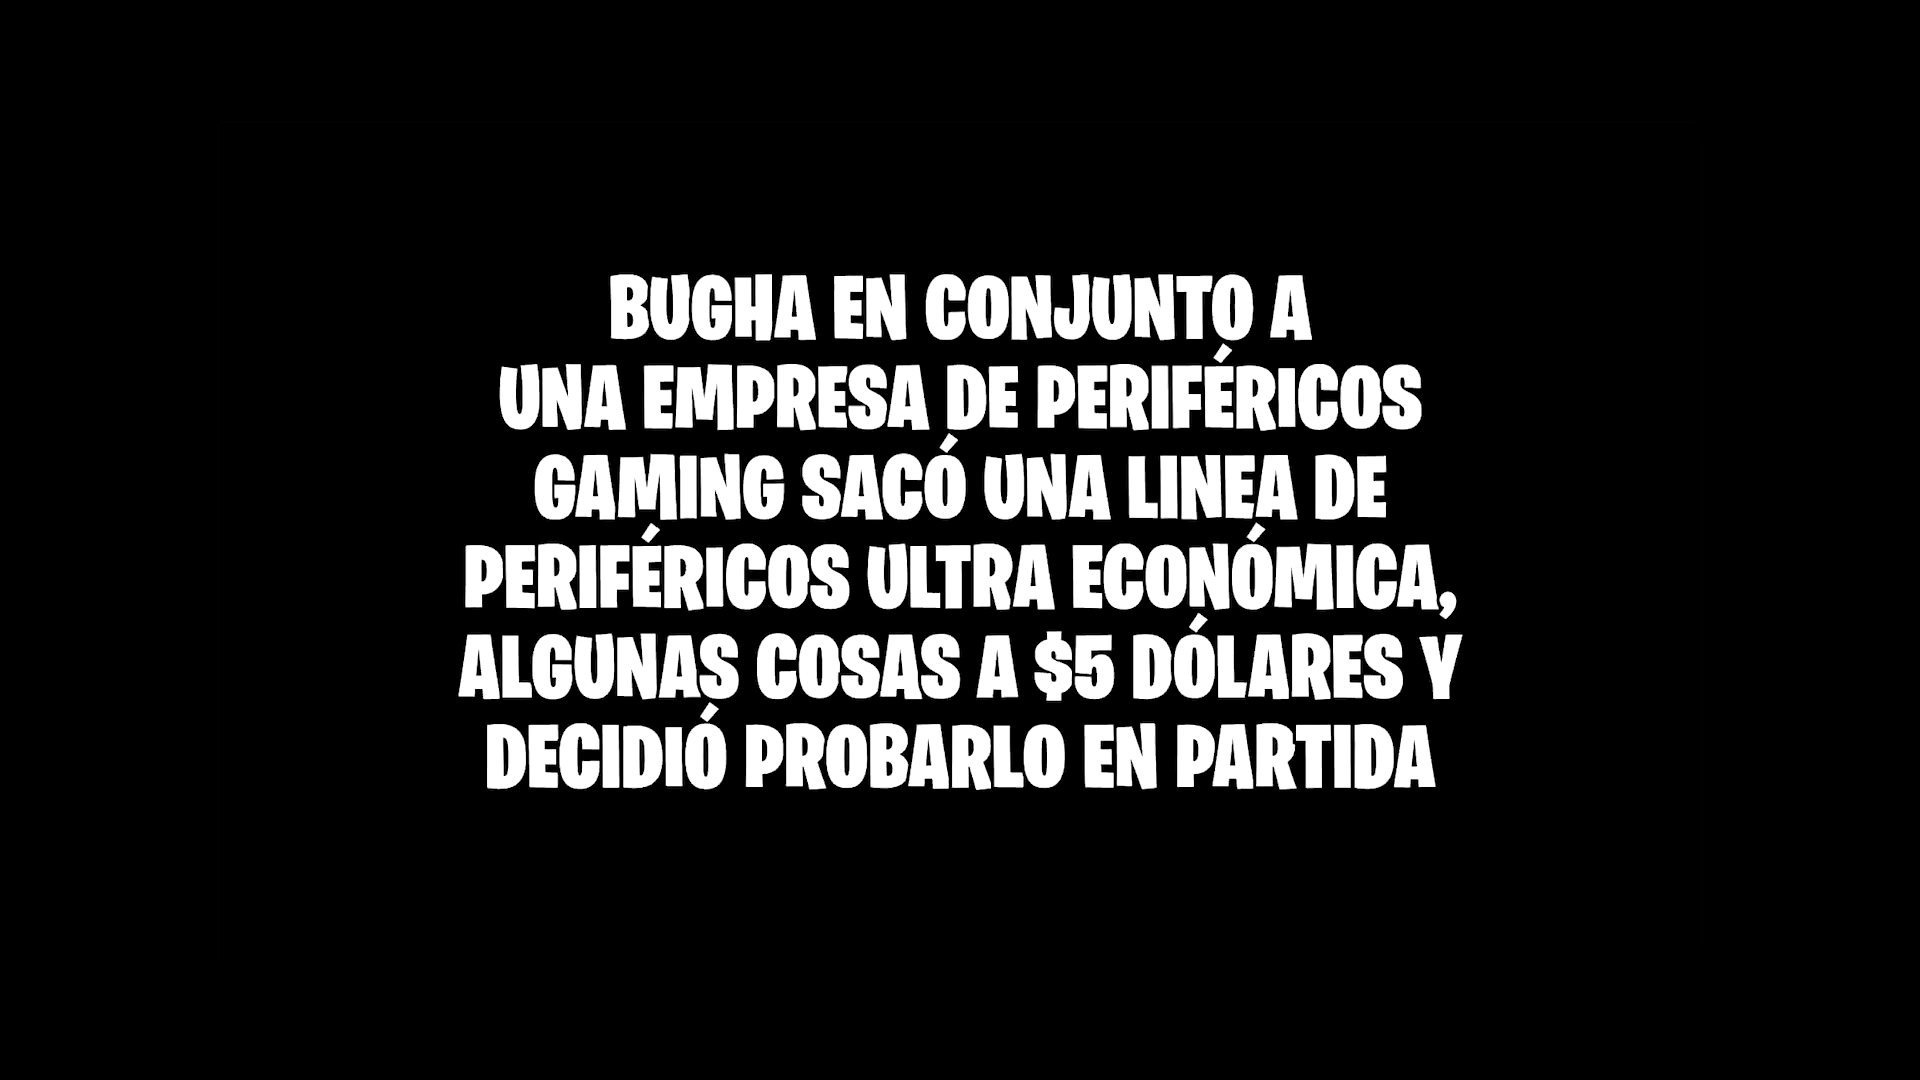 BUGHA EN CONJUNTO A
UNA EMPRESA DE PERIFÉRICOS
GAMING SACÓ UNA LINEA DE
PERIFÉRICOS ULTRA ECONÓMICA,
ALGUNAS COSAS A $5 DÓLARES Y
DECIDIÓ PROBARLO EN PARTIDA